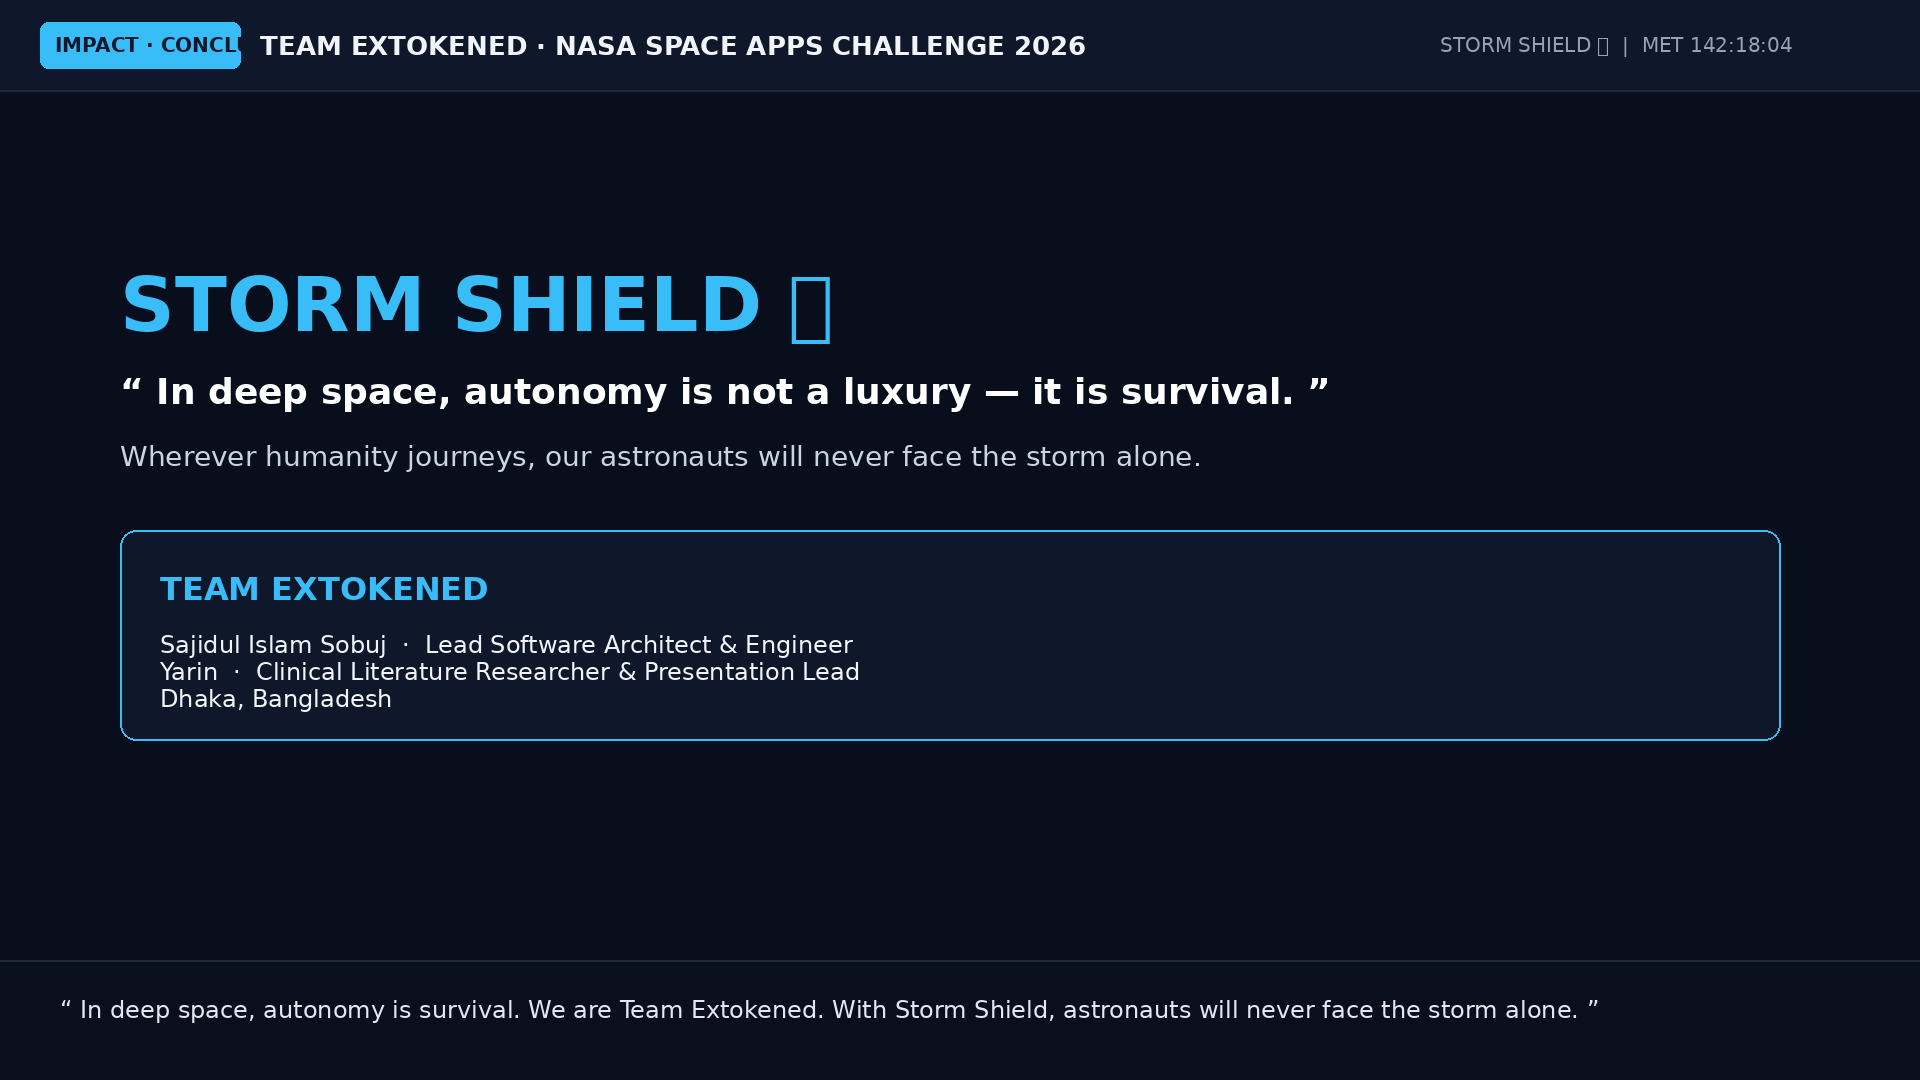 IMPACT · CONCLU
TEAM EXTOKENED · NASA SPACE APPS CHALLENGE 2026
STORM SHIELD | MET 142:18:04
STORM SHIELD
“ In deep space, autonomy is not a luxury — it is survival. ”
Wherever humanity journeys, our astronauts will never face the storm alone.
TEAM EXTOKENED
Sajidul Islam Sobuj · Lead Software Architect & Engineer
Yarin · Clinical Literature Researcher & Presentation Lead
Dhaka, Bangladesh
“ In deep space, autonomy is survival. We are Team Extokened. With Storm Shield, astronauts will never face the storm alone. ”